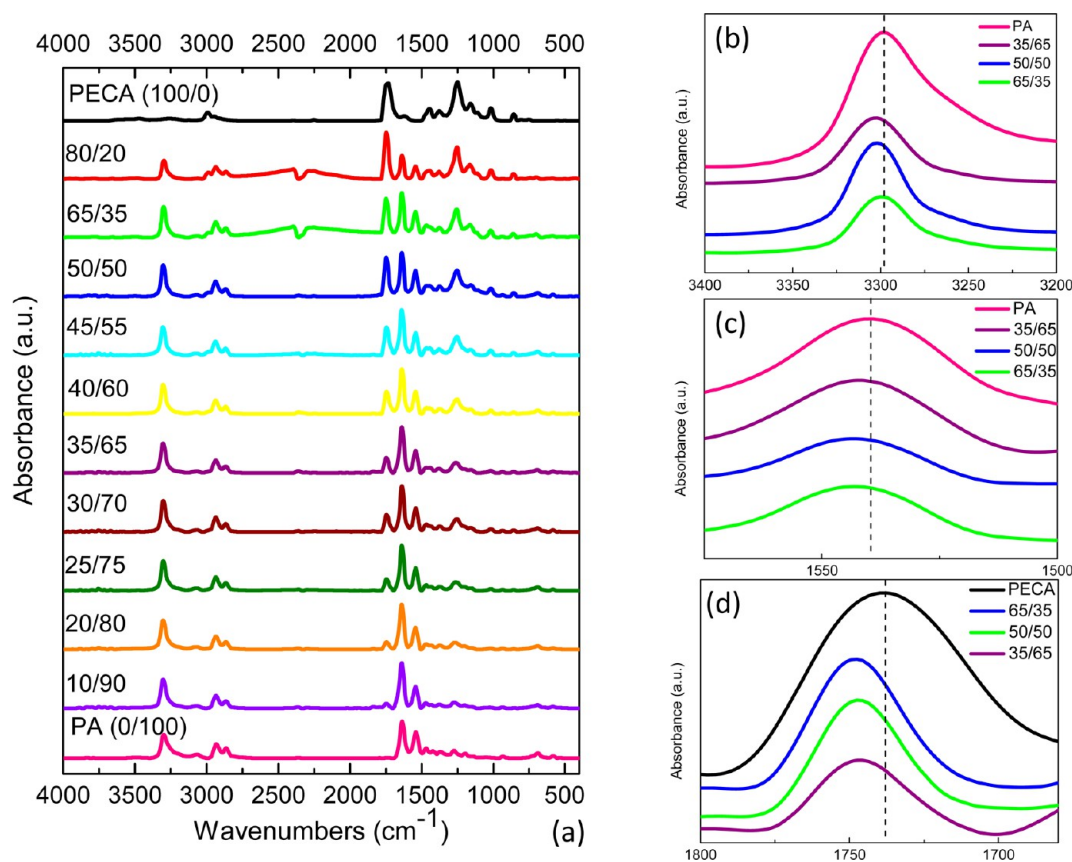 4000 3500 3000 2500 2000 1500 1000 500
PECA (100/0)
80/20
65/35
50/50
45/55
40/60
35/65
30/70
25/75
20/80
10/90
PA (0/100)
Absorbance (a.u.)
4000 3500 3000 2500 2000 1500 1000 500
Wavenumbers (cm⁻¹)
(a)
(b)
PA
35/65
50/50
65/35
Absorbance (a.u.)
3400 3350 3300 3250 3200
(c)
PA
35/65
50/50
65/35
Absorbance (a.u.)
1550 1500
(d)
PECA
65/35
50/50
35/65
Absorbance (a.u.)
1800 1750 1700